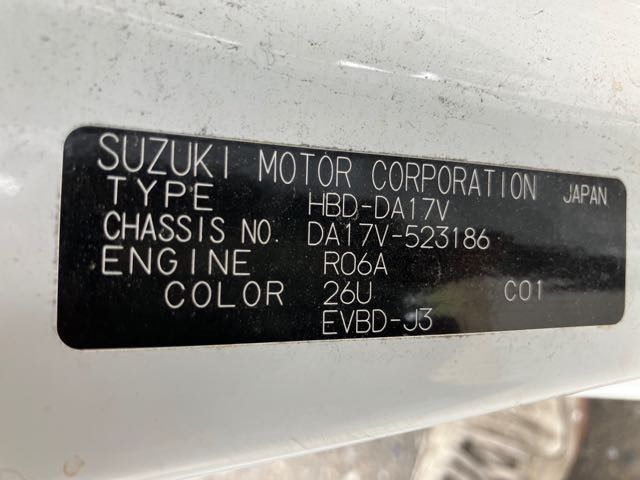 SUZUKI MOTOR CORPORATION JAPAN
TYPE HBD-DA17V
CHASSIS NO. DA17V-523186
ENGINE R06A
COLOR 26U C01
EVBD-J3